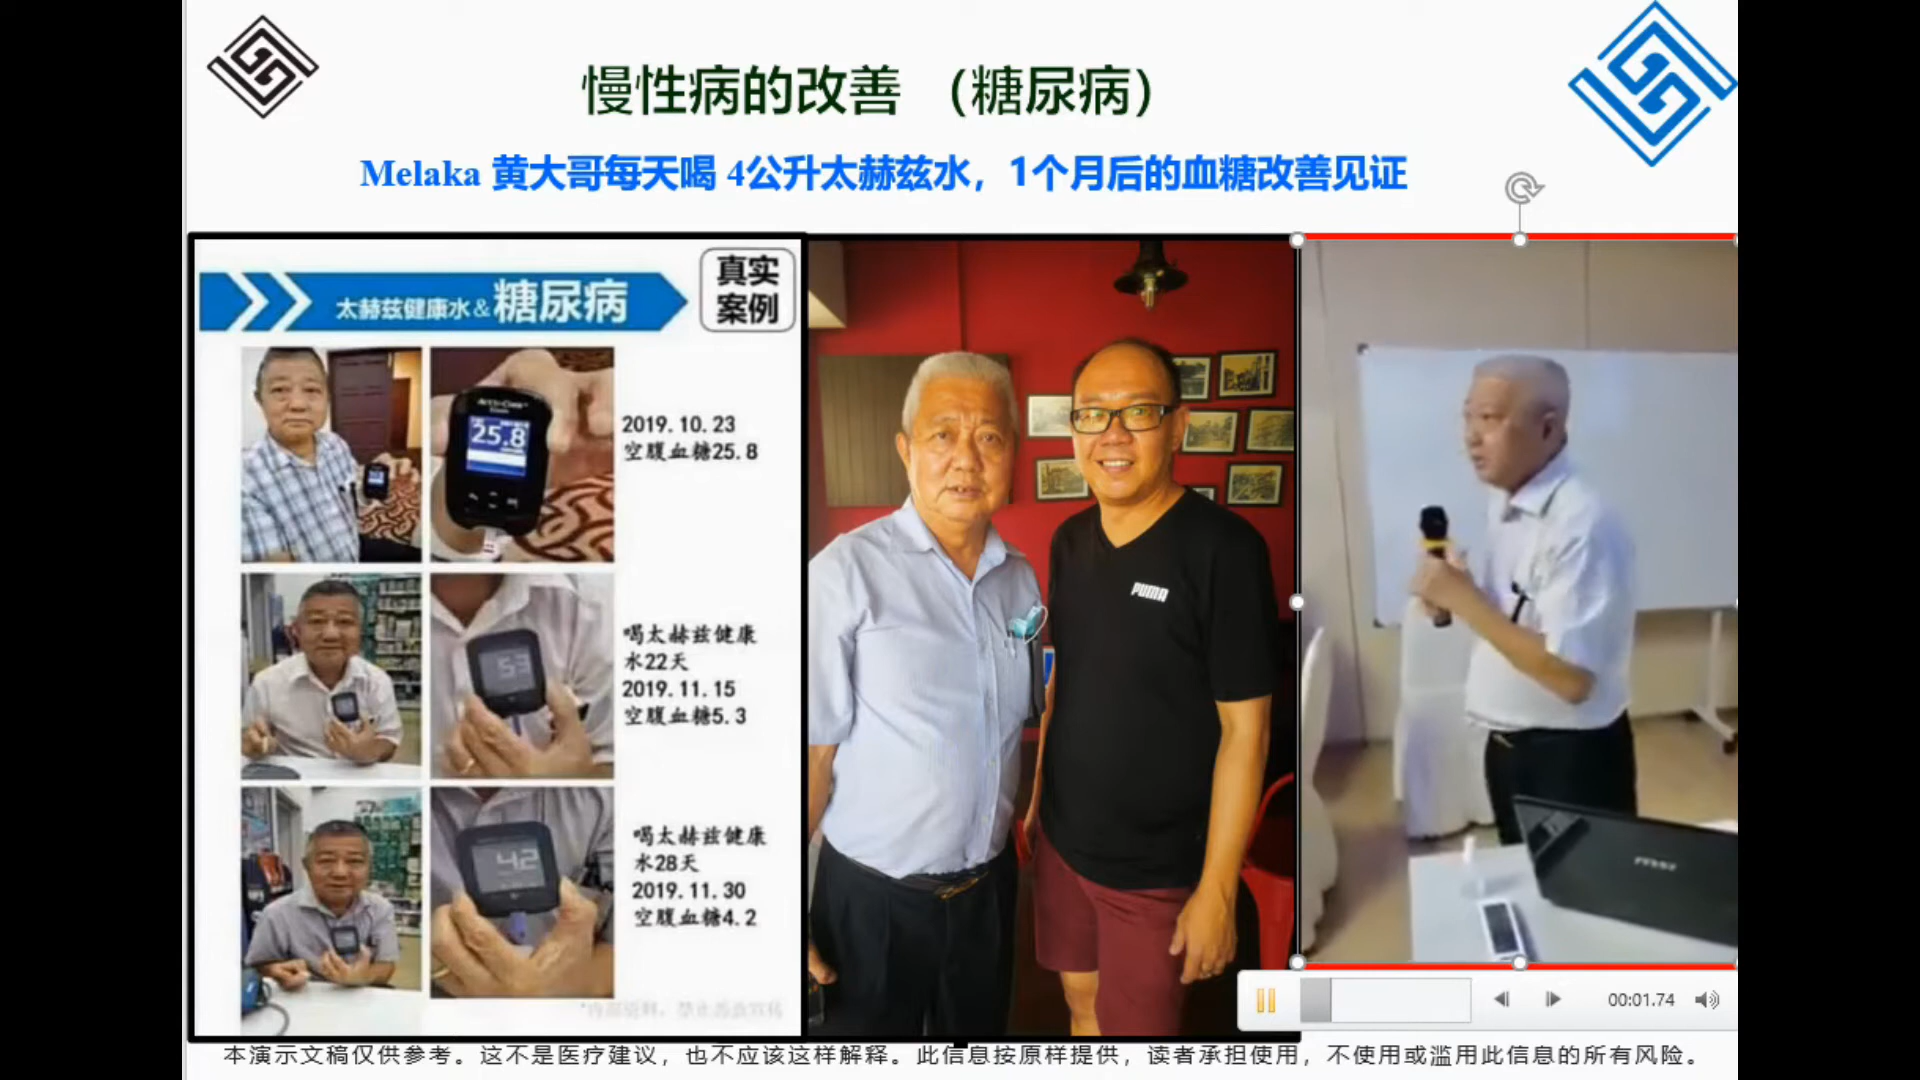 慢性病的改善 （糖尿病）
Melaka 黄大哥每天喝 4公升太赫兹水，1个月后的血糖改善见证
太赫兹健康水&糖尿病
真实
案例
ACCU-CHEK
25.8
2019.10.23
空腹血糖25.8
5.3
喝太赫兹健康
水22天
2019.11.15
空腹血糖5.3
4.2
喝太赫兹健康
水28天
2019.11.30
空腹血糖4.2
PUMA
msi
00:01.74
本演示文稿仅供参考。这不是医疗建议，也不应该这样解释。此信息按原样提供，读者承担使用，不使用或滥用此信息的所有风险。